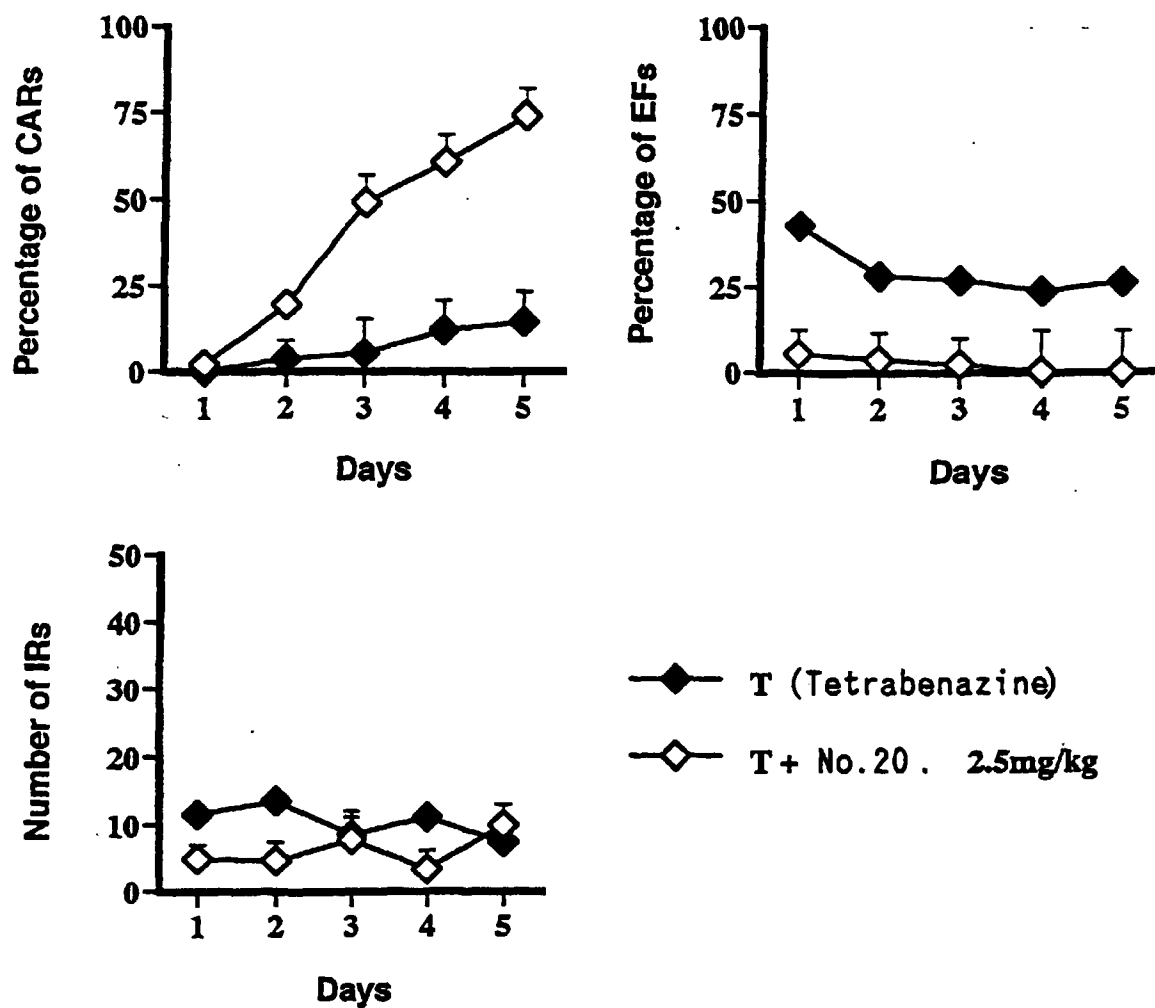 Percentage of CARs
100
75
50
25
0
1 2 3 4 5
Days
Percentage of EFs
100
75
50
25
0
1 2 3 4 5
Days
Number of IRs
50
40
30
20
10
0
1 2 3 4 5
Days
T (Tetrabenazine)
T + No.20. 2.5mg/kg